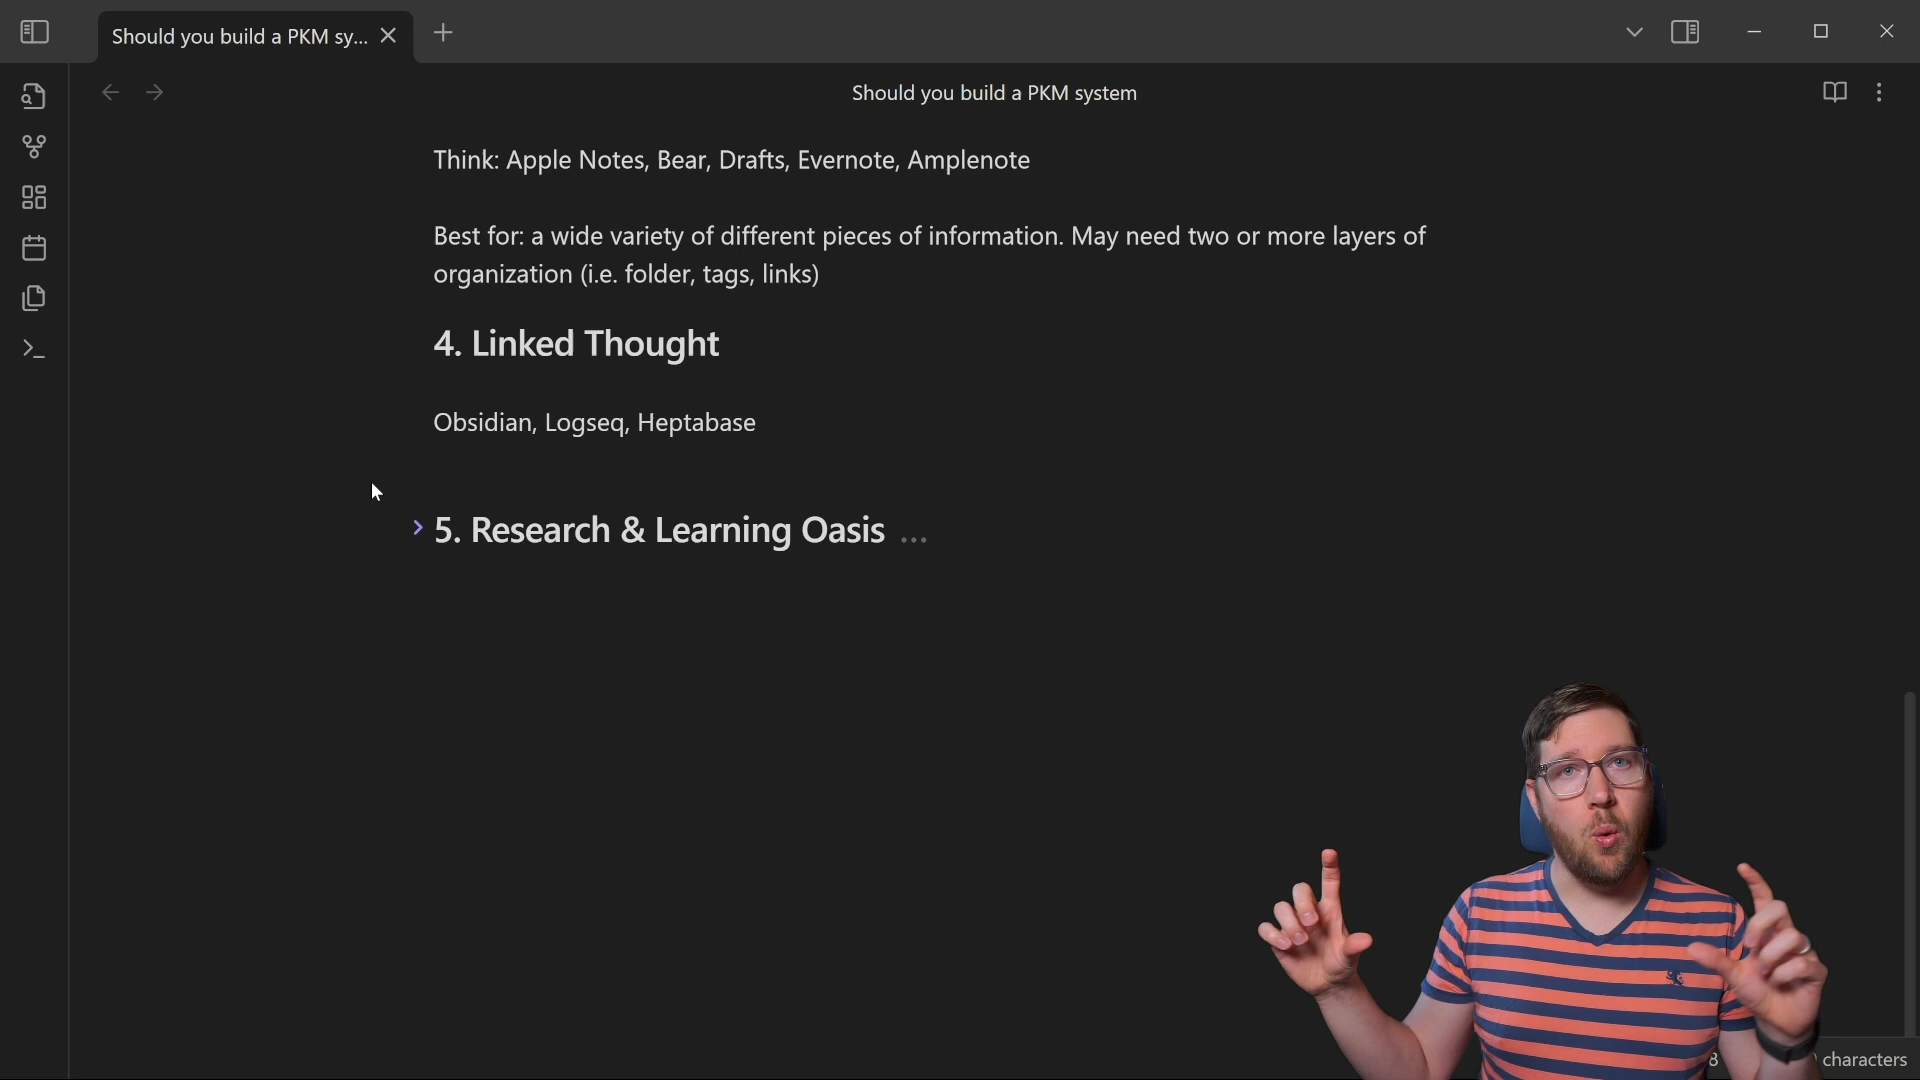 Should you build a PKM sy...
Should you build a PKM system
Think: Apple Notes, Bear, Drafts, Evernote, Amplenote
Best for: a wide variety of different pieces of information. May need two or more layers of
organization (i.e. folder, tags, links)
4. Linked Thought
Obsidian, Logseq, Heptabase
5. Research & Learning Oasis ...
characters